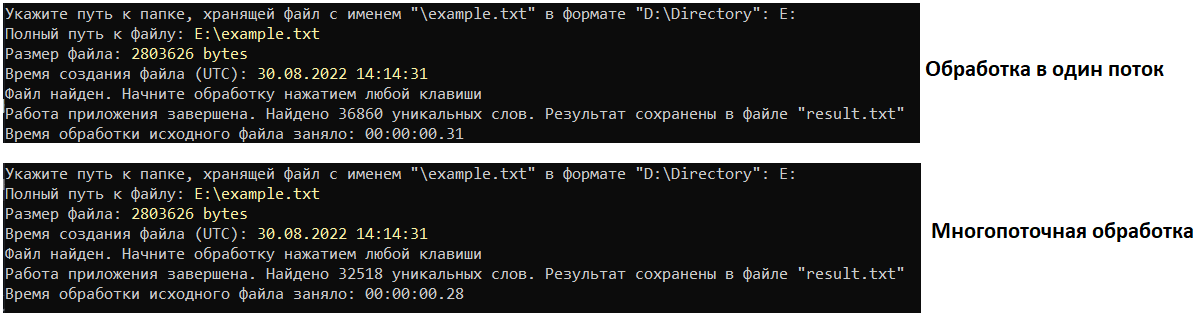 Укажите путь к папке, хранящей файл с именем "\example.txt" в формате "D:\Directory": E:
Полный путь к файлу: E:\example.txt
Размер файла: 2803626 bytes
Время создания файла (UTC): 30.08.2022 14:14:31
Файл найден. Начните обработку нажатием любой клавиши
Работа приложения завершена. Найдено 36860 уникальных слов. Результат сохранены в файле "result.txt"
Время обработки исходного файла заняло: 00:00:00.31
Обработка в один поток
Укажите путь к папке, хранящей файл с именем "\example.txt" в формате "D:\Directory": E:
Полный путь к файлу: E:\example.txt
Размер файла: 2803626 bytes
Время создания файла (UTC): 30.08.2022 14:14:31
Файл найден. Начните обработку нажатием любой клавиши
Работа приложения завершена. Найдено 32518 уникальных слов. Результат сохранены в файле "result.txt"
Время обработки исходного файла заняло: 00:00:00.28
Многопоточная обработка